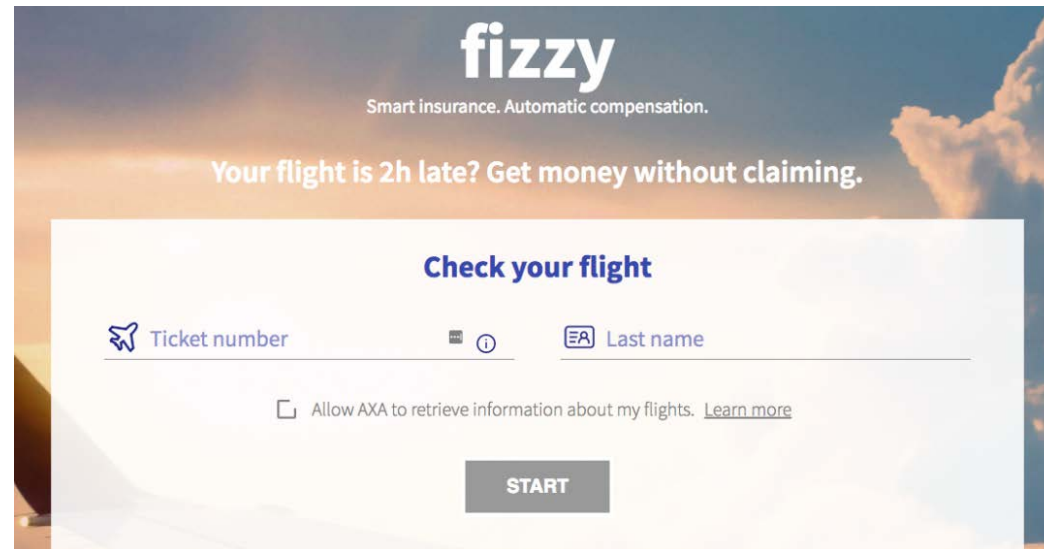 fizzy
Smart insurance. Automatic compensation.
Your flight is 2h late? Get money without claiming.
Check your flight
Ticket number
Last name
Allow AXA to retrieve information about my flights. Learn more
START